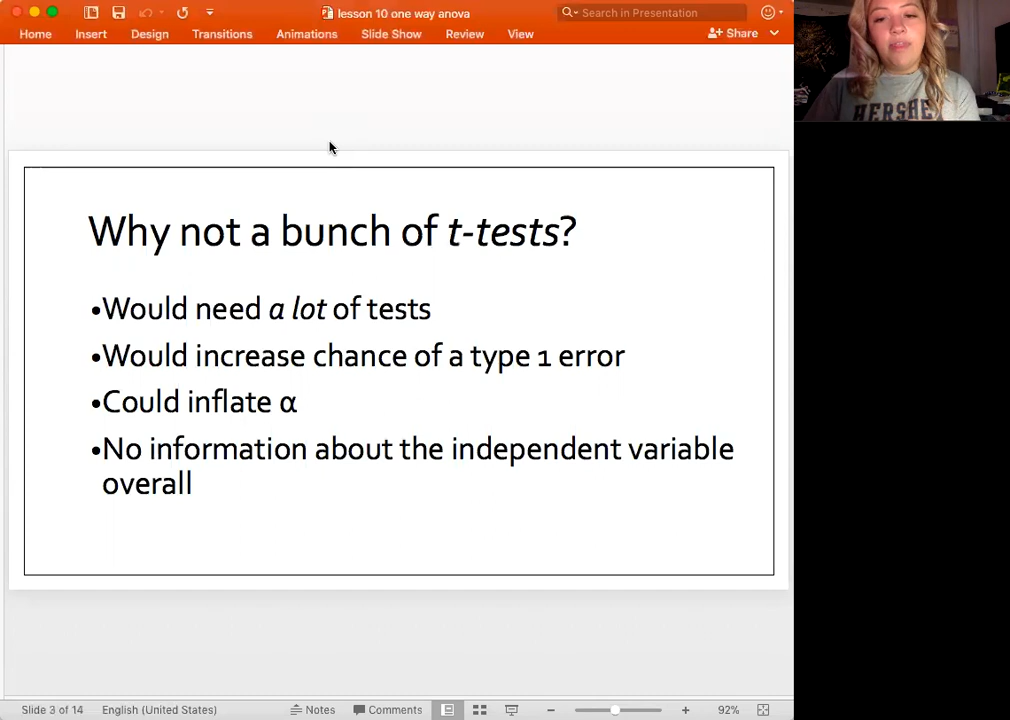 lesson 10 one way anova
Search in Presentation
Home Insert Design Transitions Animations Slide Show Review View Share
HERSHE
Why not a bunch of t-tests?
•Would need a lot of tests
•Would increase chance of a type 1 error
•Could inflate α
•No information about the independent variable
overall
Slide 3 of 14 English (United States) Notes Comments 92%